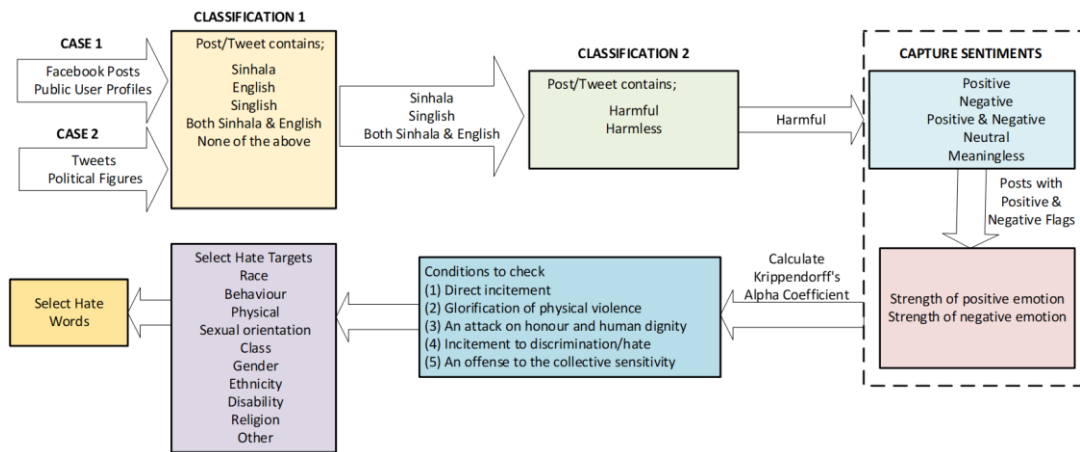 CLASSIFICATION 1
CASE 1
Facebook Posts
Public User Profiles
CASE 2
Tweets
Political Figures
Post/Tweet contains;
Sinhala
English
Singlish
Both Sinhala & English
None of the above
Sinhala
Singlish
Both Sinhala & English
CLASSIFICATION 2
Post/Tweet contains;
Harmful
Harmless
Harmful
CAPTURE SENTIMENTS
Positive
Negative
Positive & Negative
Neutral
Meaningless
Posts with
Positive &
Negative Flags
Strength of positive emotion
Strength of negative emotion
Calculate
Krippendorff's
Alpha Coefficient
Conditions to check
(1) Direct incitement
(2) Glorification of physical violence
(3) An attack on honour and human dignity
(4) Incitement to discrimination/hate
(5) An offense to the collective sensitivity
Select Hate Targets
Race
Behaviour
Physical
Sexual orientation
Class
Gender
Ethnicity
Disability
Religion
Other
Select Hate
Words